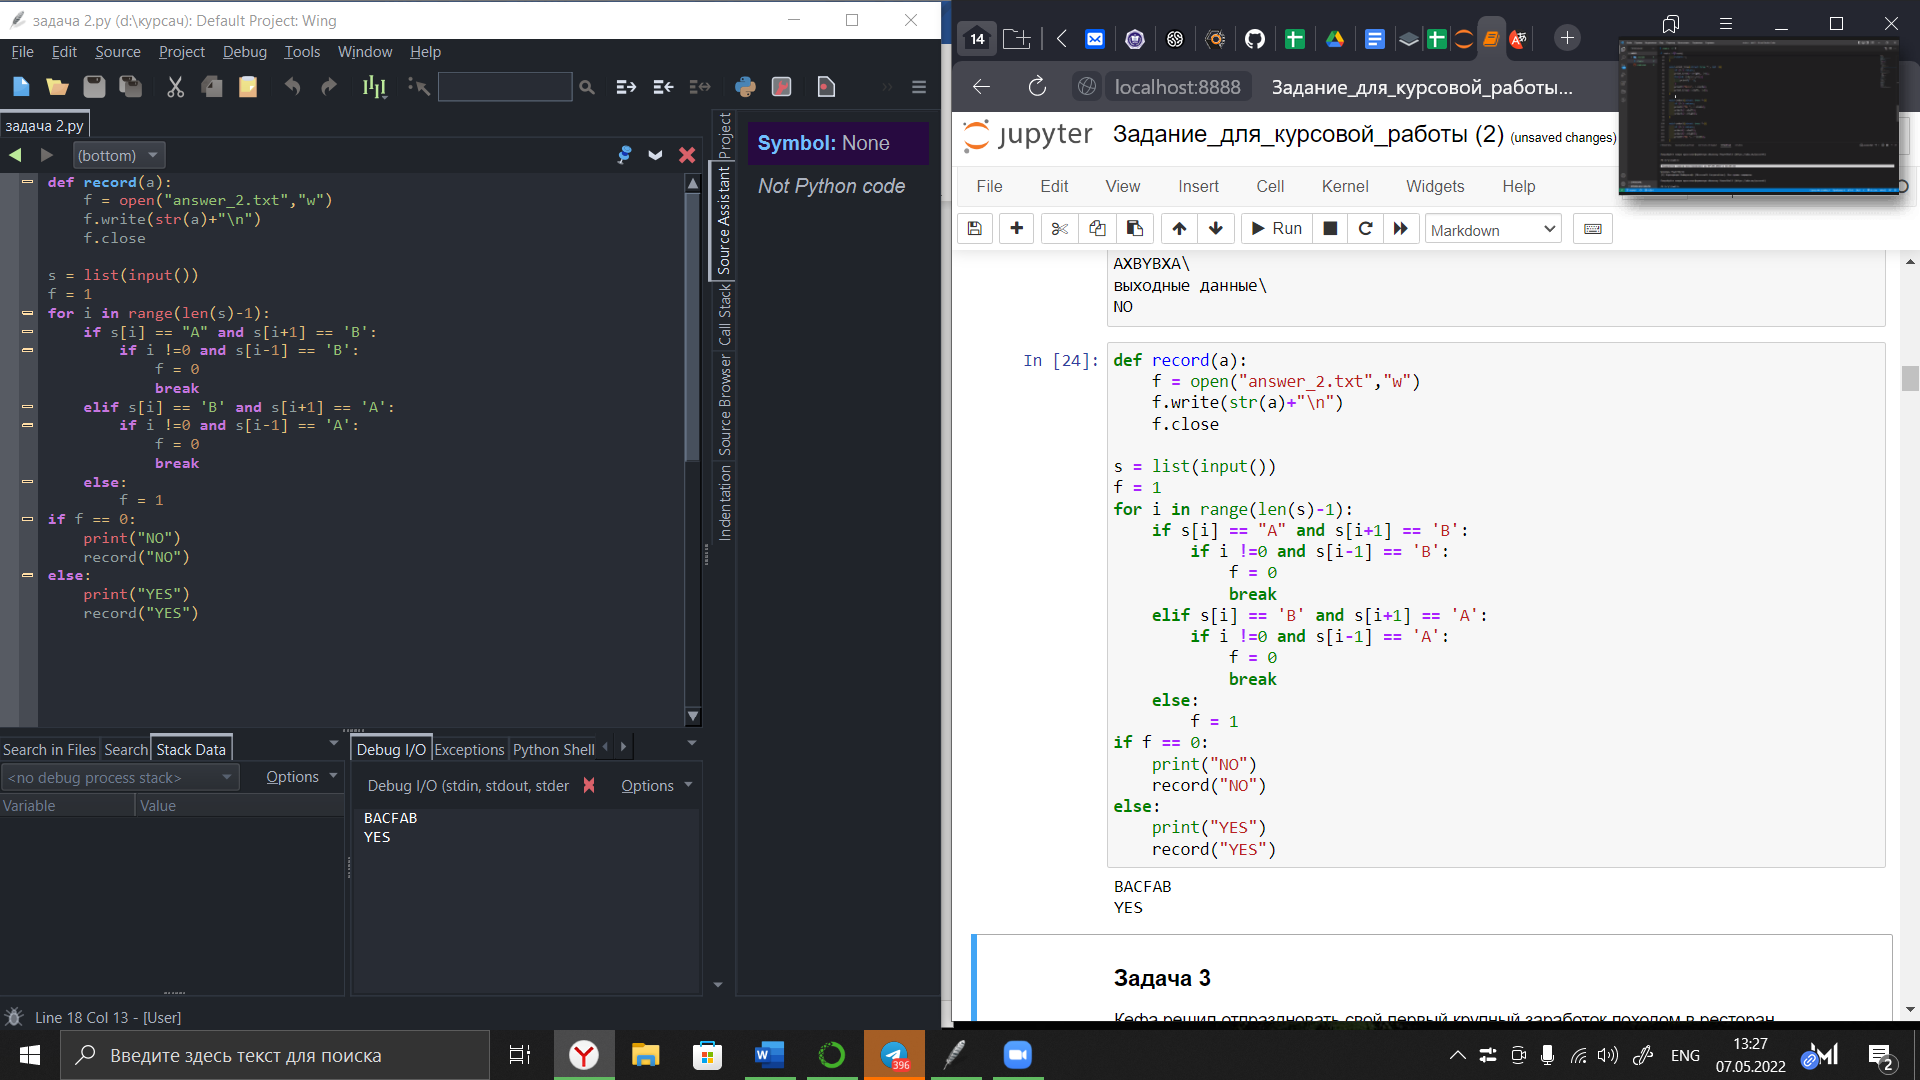 задача 2.py (d:\курсач): Default Project: Wing
File Edit Source Project Debug Tools Window Help
задача 2.py
(bottom)
def record(a):
    f = open("answer_2.txt","w")
    f.write(str(a)+"\n")
    f.close
s = list(input())
f = 1
for i in range(len(s)-1):
    if s[i] == "A" and s[i+1] == 'B':
        if i !=0 and s[i-1] == 'B':
            f = 0
            break
    elif s[i] == 'B' and s[i+1] == 'A':
        if i !=0 and s[i-1] == 'A':
            f = 0
            break
    else:
        f = 1
if f == 0:
    print("NO")
    record("NO")
else:
    print("YES")
    record("YES")
Project
Source Assistant
Call Stack
Source Browser
Indentation
Symbol: None
Not Python code
Search in Files Search Stack Data
<no debug process stack> Options
Variable Value
Debug I/O Exceptions Python Shell
Debug I/O (stdin, stdout, stder Options
BACFAB
YES
Line 18 Col 13 - [User]
14
localhost:8888 Задание_для_курсовой_работы...
jupyter Задание_для_курсовой_работы (2) (unsaved changes)
File Edit View Insert Cell Kernel Widgets Help
Run Markdown
AXBYBXA\
выходные данные\
NO
In [24]:
def record(a):
    f = open("answer_2.txt","w")
    f.write(str(a)+"\n")
    f.close
s = list(input())
f = 1
for i in range(len(s)-1):
    if s[i] == "A" and s[i+1] == 'B':
        if i !=0 and s[i-1] == 'B':
            f = 0
            break
    elif s[i] == 'B' and s[i+1] == 'A':
        if i !=0 and s[i-1] == 'A':
            f = 0
            break
    else:
        f = 1
if f == 0:
    print("NO")
    record("NO")
else:
    print("YES")
    record("YES")
BACFAB
YES
Задача 3
Кефа решил отпраздновать свой первый крупный заработок походом в ресторан.
Введите здесь текст для поиска
396
ENG
13:27
07.05.2022
2